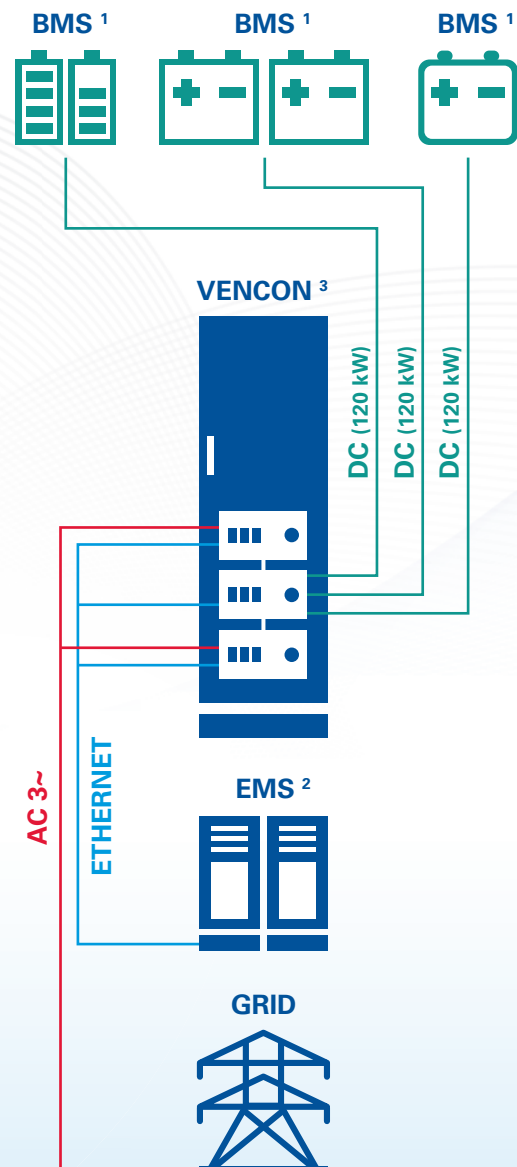 BMS ¹
BMS ¹
BMS ¹
VENCON ³
DC (120 kW)
DC (120 kW)
DC (120 kW)
AC 3~
ETHERNET
EMS ²
GRID